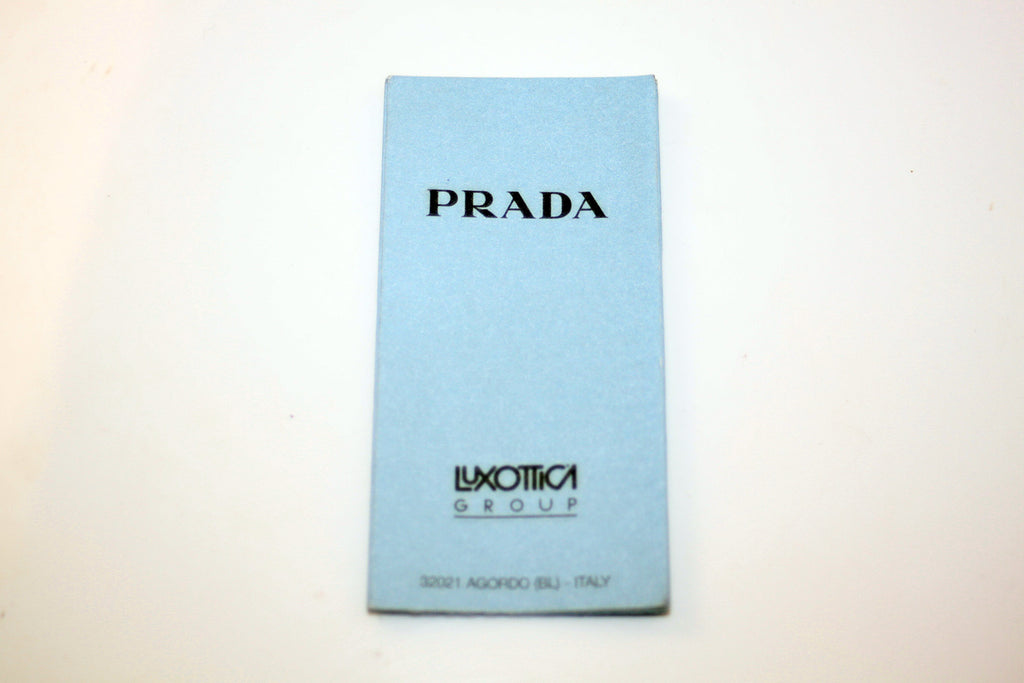 PRADA
LUXOTTICA
GROUP
32021 AGORDO (BL) - ITALY